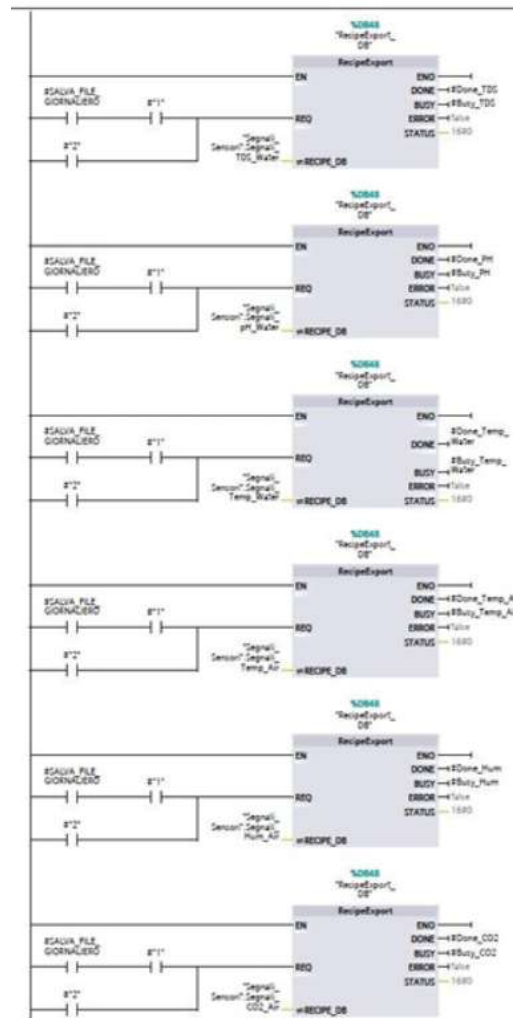 %DB48
"RecipeExport_
DB"
RecipeExport
EN
ENO
#SALVA_FILE_
GIORNALIERO
#"1"
DONE
#Done_TDS
BUSY
#Busy_TDS
REQ
ERROR
false
#"2"
"Segnali_
Sensori".Segnali_
TDS_Water
STATUS
16#0
RECIPE_DB
%DB48
"RecipeExport_
DB"
RecipeExport
EN
ENO
#SALVA_FILE_
GIORNALIERO
#"1"
DONE
#Done_PH
BUSY
#Busy_PH
REQ
ERROR
false
#"2"
"Segnali_
Sensori".Segnali_
pH_Water
STATUS
16#0
RECIPE_DB
%DB48
"RecipeExport_
DB"
RecipeExport
EN
ENO
#SALVA_FILE_
GIORNALIERO
#"1"
DONE
#Done_Temp_
Water
REQ
BUSY
#Busy_Temp_
Water
ERROR
false
#"2"
"Segnali_
Sensori".Segnali_
Temp_Water
RECIPE_DB
STATUS
16#0
%DB48
"RecipeExport_
DB"
RecipeExport
EN
ENO
#SALVA_FILE_
GIORNALIERO
#"1"
DONE
#Done_Temp_A
BUSY
#Busy_Temp_Ai
REQ
ERROR
false
STATUS
16#0
#"2"
"Segnali_
Sensori".Segnali_
Temp_Air
RECIPE_DB
%DB48
"RecipeExport_
DB"
RecipeExport
EN
ENO
#SALVA_FILE_
GIORNALIERO
#"1"
DONE
#Done_Hum
BUSY
#Busy_Hum
REQ
ERROR
false
STATUS
16#0
#"2"
"Segnali_
Sensori".Segnali_
Hum_Air
RECIPE_DB
%DB48
"RecipeExport_
DB"
RecipeExport
EN
ENO
#SALVA_FILE_
GIORNALIERO
#"1"
DONE
#Done_CO2
BUSY
#Busy_CO2
REQ
ERROR
false
STATUS
16#0
#"2"
"Segnali_
Sensori".Segnali_
CO2_Air
RECIPE_DB